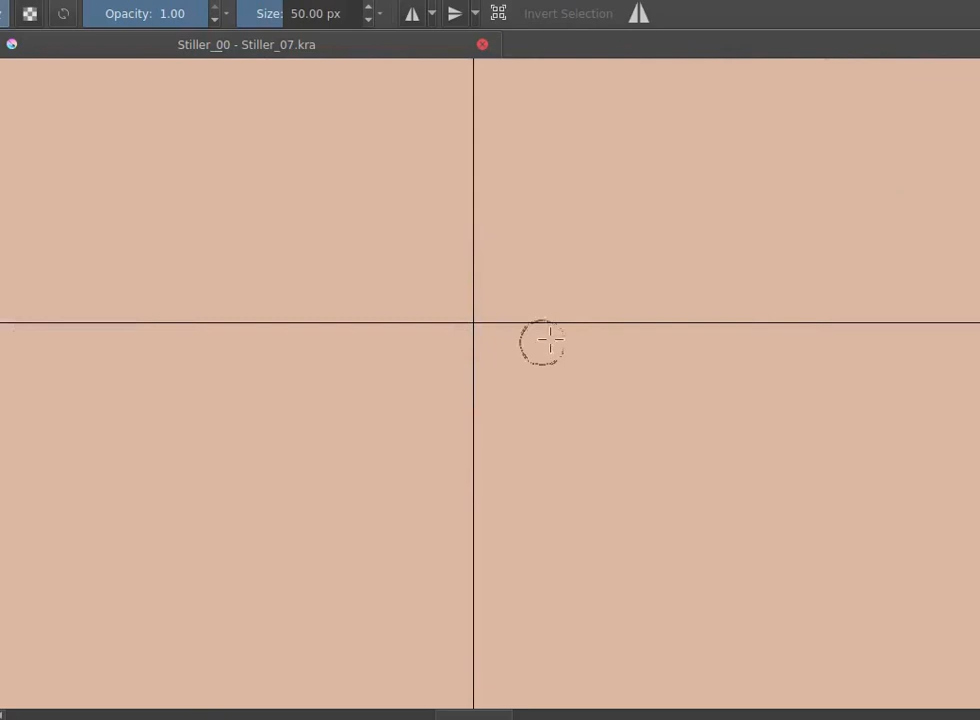 Opacity: 1.00 Size: 50.00 px Invert Selection
Stiller_00 - Stiller_07.kra